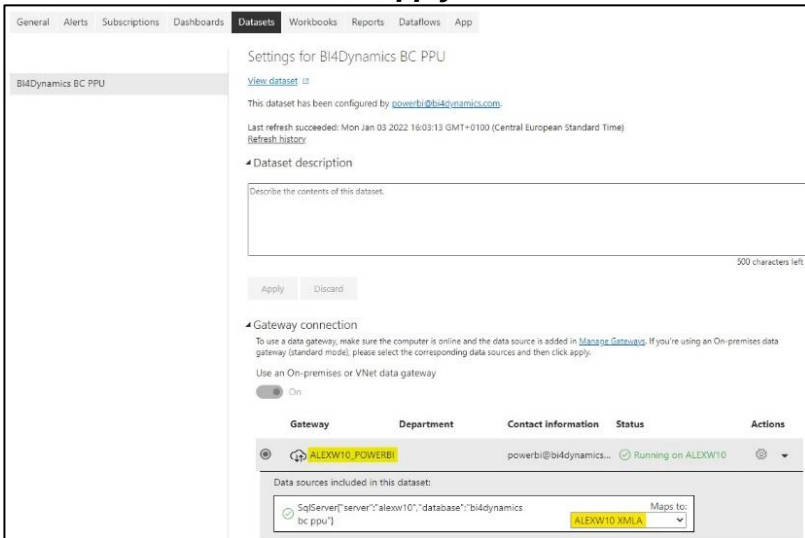 General Alerts Subscriptions Dashboards Datasets Workbooks Reports Dataflows App
BI4Dynamics BC PPU
Settings for BI4Dynamics BC PPU
View dataset
This dataset has been configured by powerbi@bi4dynamics.com.
Last refresh succeeded: Mon Jan 03 2022 16:03:13 GMT+0100 (Central European Standard Time)
Refresh history
Dataset description
Describe the contents of this dataset.
500 characters left
Apply Discard
Gateway connection
To use a data gateway, make sure the computer is online and the data source is added in Manage Gateways. If you're using an On-premises data
gateway (standard mode), please select the corresponding data sources and then click apply.
Use an On-premises or VNet data gateway
On
Gateway Department Contact information Status Actions
ALEXW10_POWERBI powerbi@bi4dynamics... Running on ALEXW10
Data sources included in this dataset:
SqlServer{"server":"alexw10","database":"bi4dynamics
bc ppu"}
Maps to:
ALEXW10 XMLA